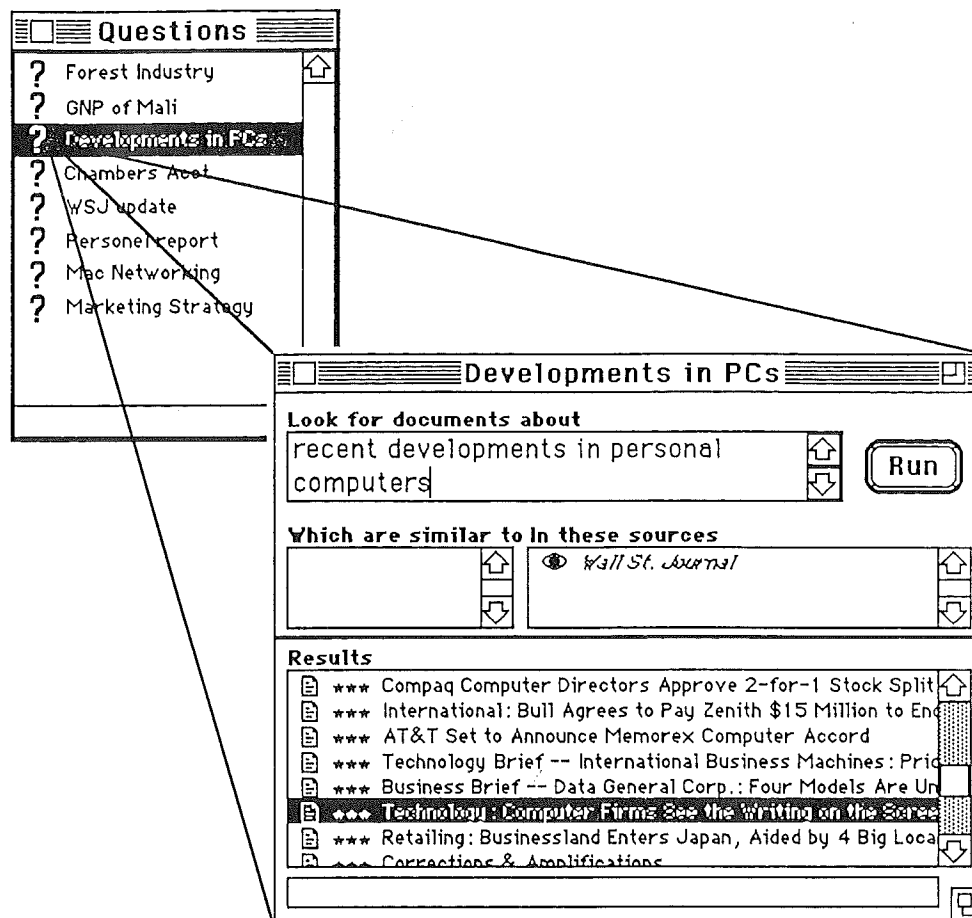 Questions
? Forest Industry
? GNP of Mali
? Developments in PCs
? Chambers Acct
? WSJ update
? Personel report
? Mac Networking
? Marketing Strategy
Developments in PCs
Look for documents about
recent developments in personal
computers
Run
Which are similar to In these sources
Wall St. Journal
Results
*** Compaq Computer Directors Approve 2-for-1 Stock Split
*** International: Bull Agrees to Pay Zenith $15 Million to End
*** AT&T Set to Announce Memorex Computer Accord
*** Technology Brief -- International Business Machines: Pric
*** Business Brief -- Data General Corp.: Four Models Are Un
*** Technology: Computer Firms See the Writing on the Scree
*** Retailing: Businessland Enters Japan, Aided by 4 Big Loca
*** Corrections & Amplifications